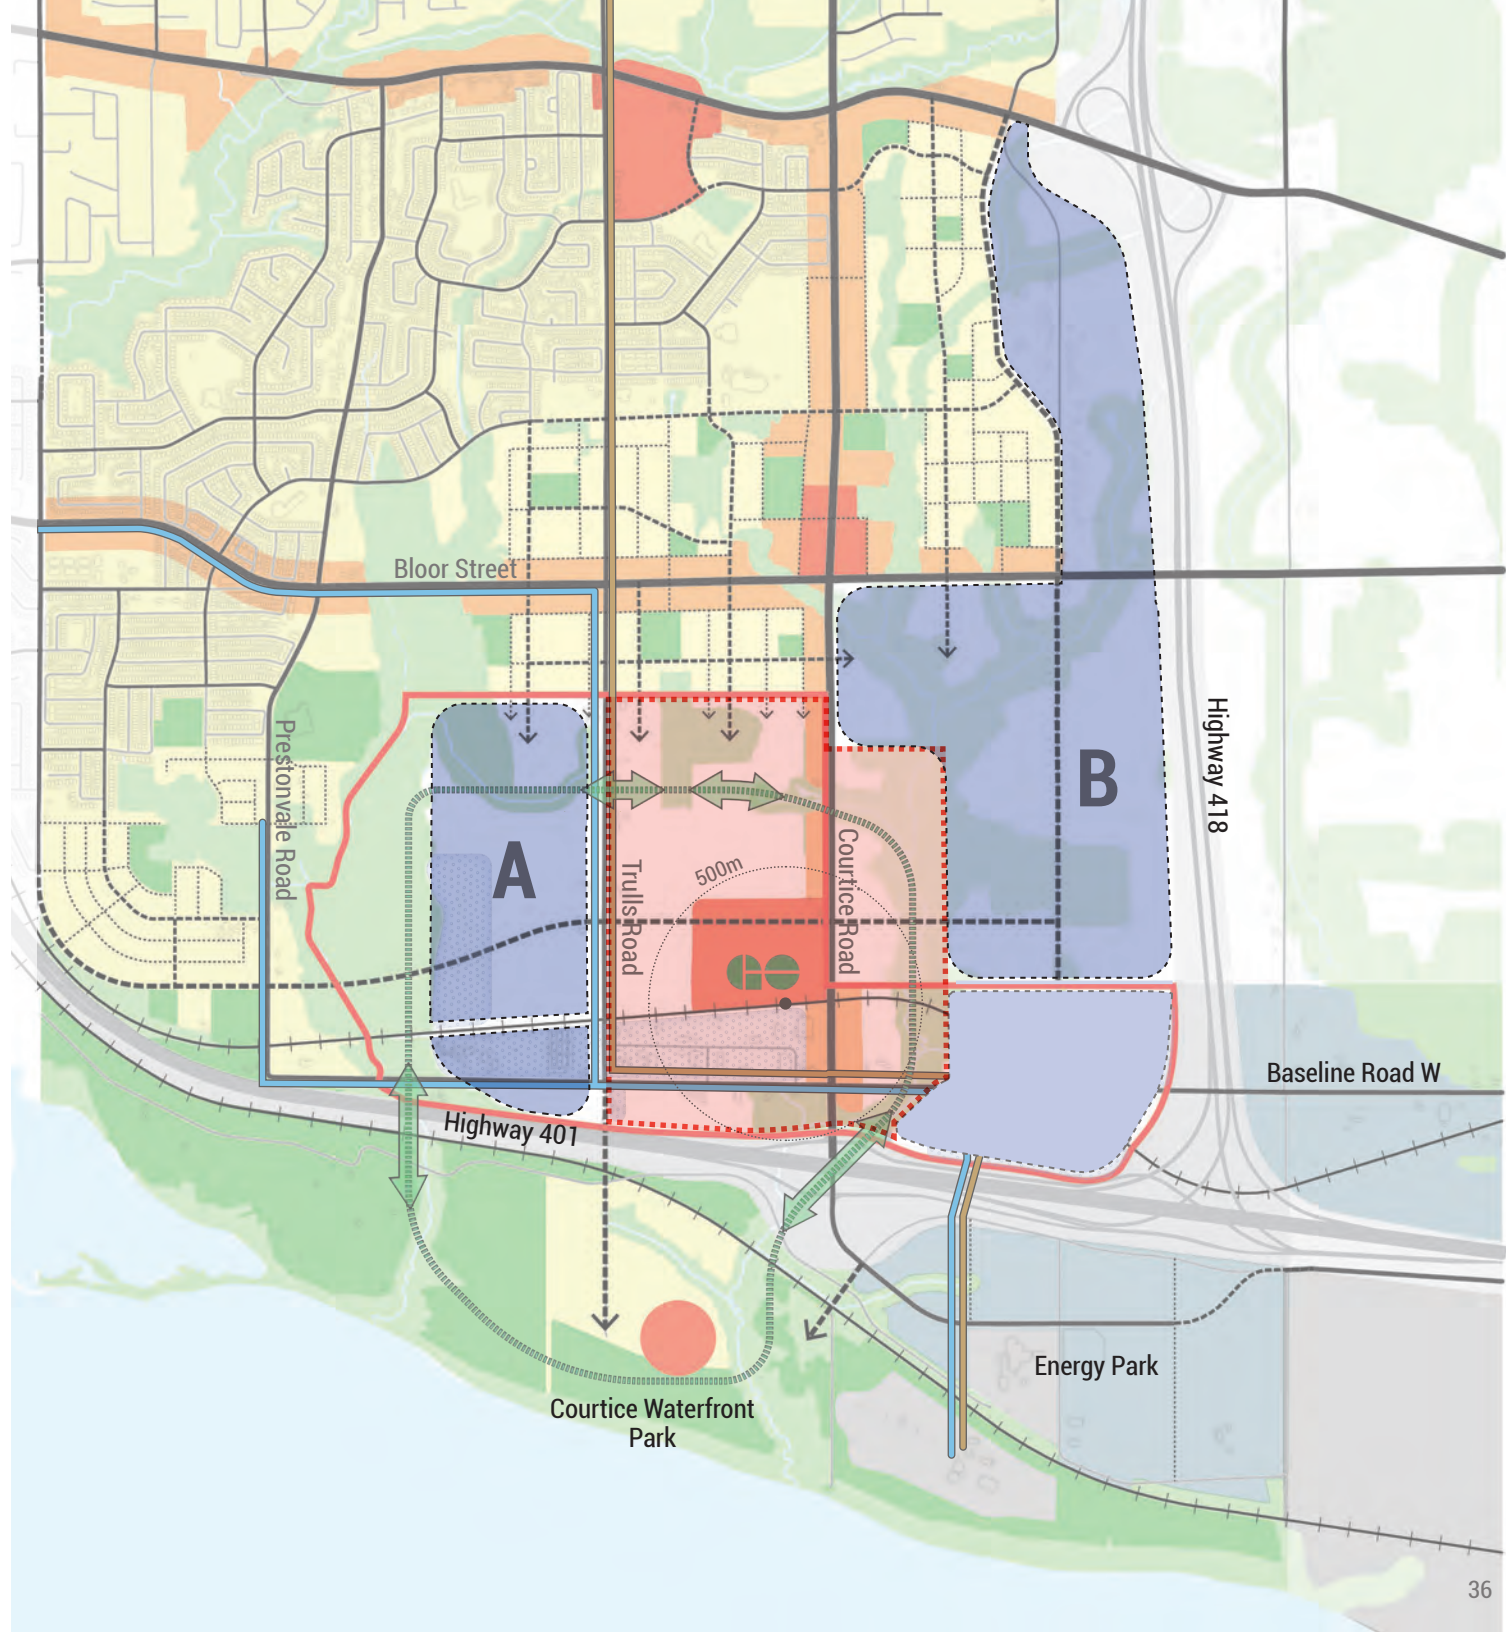 Bloor Street
Prestonvale Road
Highway 418
B
A
Trulls Road
500m
Courtice Road
GO
Baseline Road W
Highway 401
Energy Park
Courtice Waterfront
Park
36